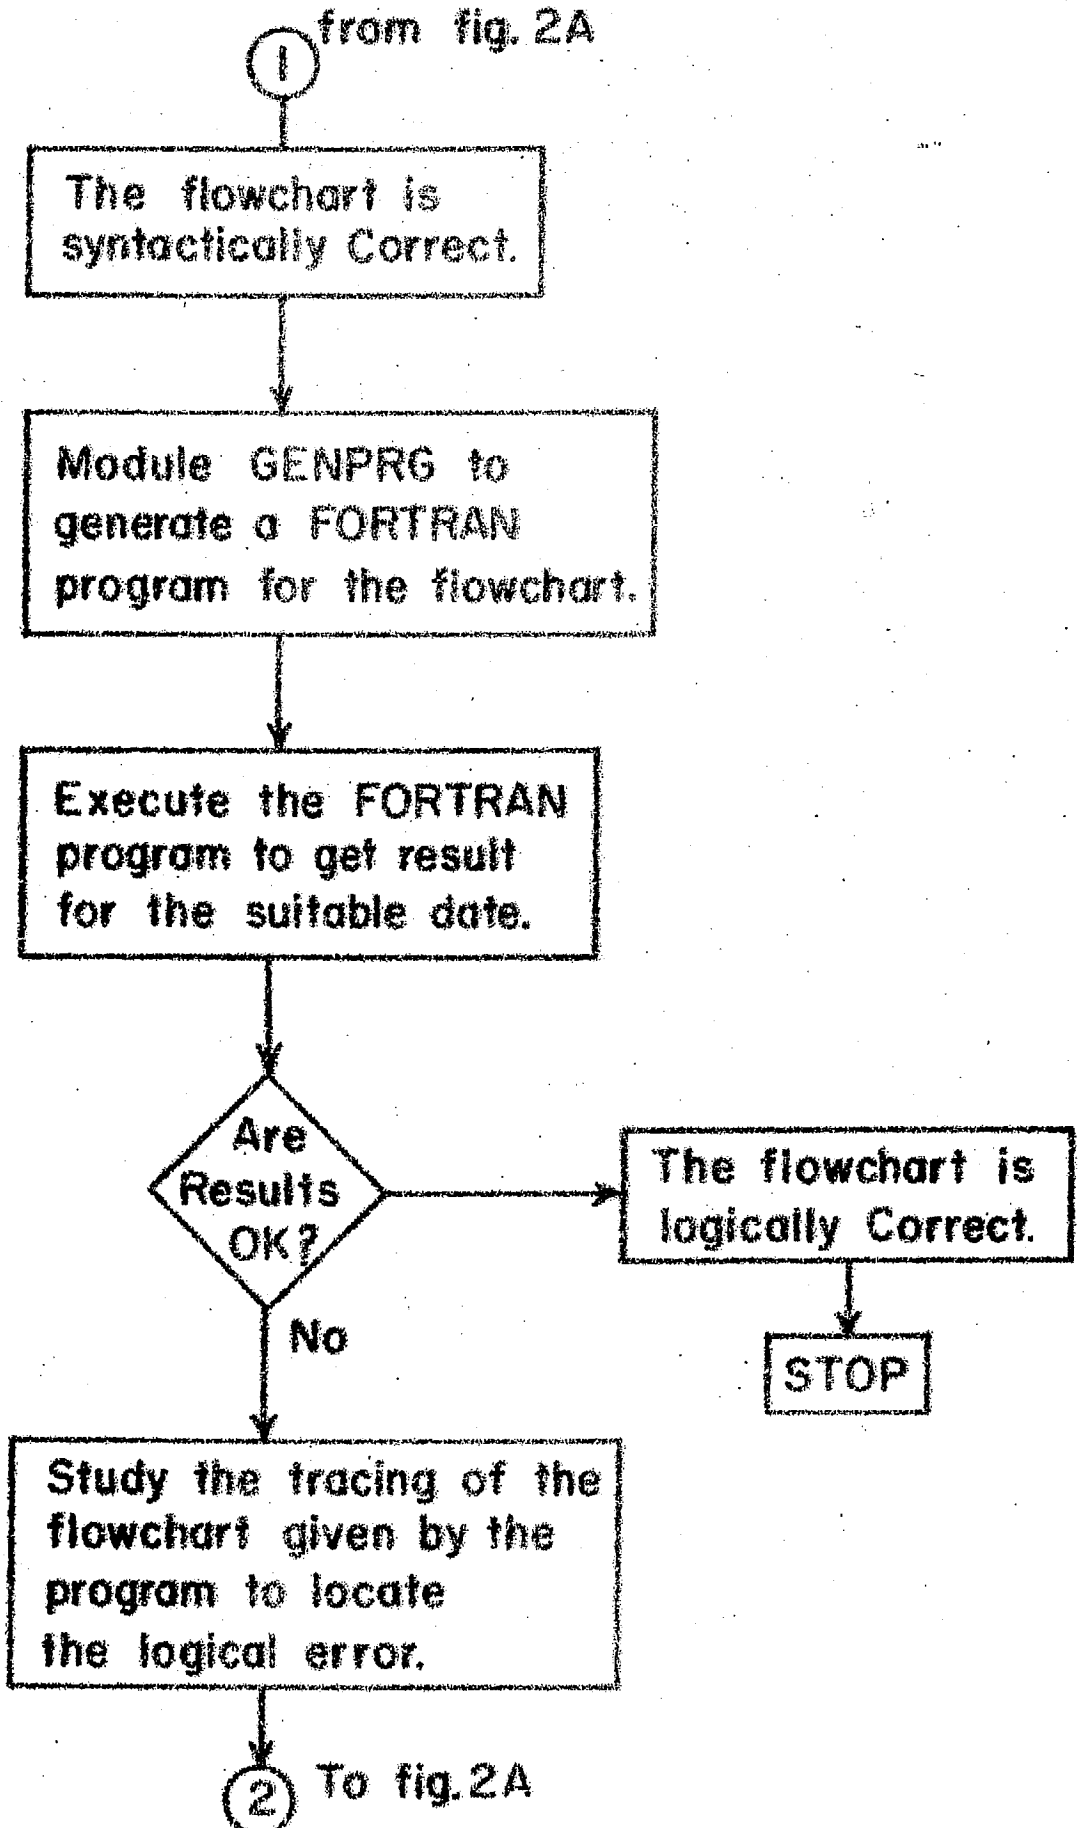 from fig. 2A
1
The flowchart is
syntactically Correct.
Module GENPRG to
generate a FORTRAN
program for the flowchart.
Execute the FORTRAN
program to get result
for the suitable date.
Are
Results
OK?
The flowchart is
logically Correct.
No
STOP
Study the tracing of the
flowchart given by the
program to locate
the logical error.
2 To fig. 2A